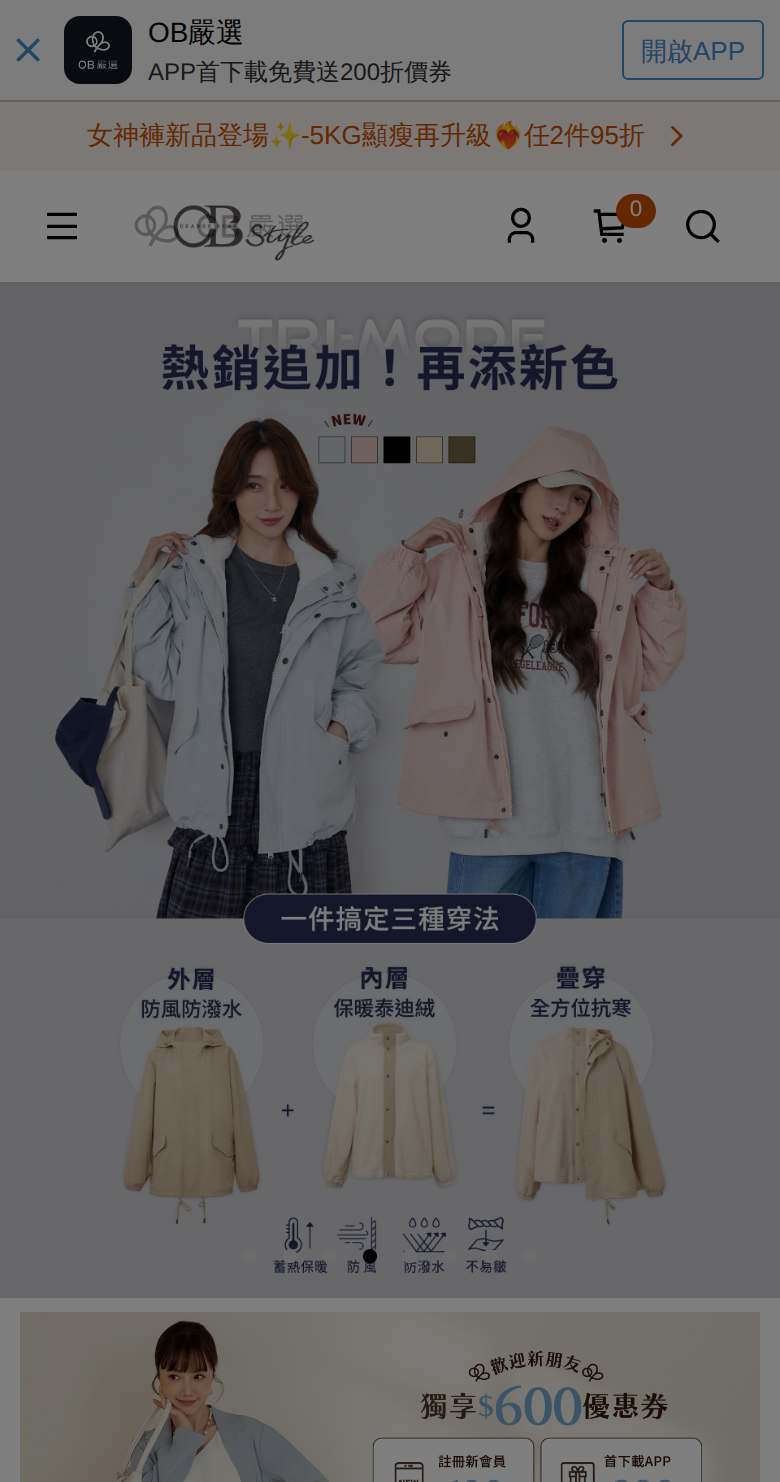 OB嚴選
OB 嚴選
APP首下載免費送200折價券
開啟APP
女神褲新品登場✨-5KG顯瘦再升級❤️‍🔥任2件95折
OB嚴選
OB Style
0
TRI-MODE
熱銷追加！再添新色
NEW
一件搞定三種穿法
外層
防風防潑水
+
內層
保暖泰迪絨
=
疊穿
全方位抗寒
蓄熱保暖
防風
防潑水
不易皺
歡迎新朋友
獨享$600優惠券
註冊新會員
首下載APP